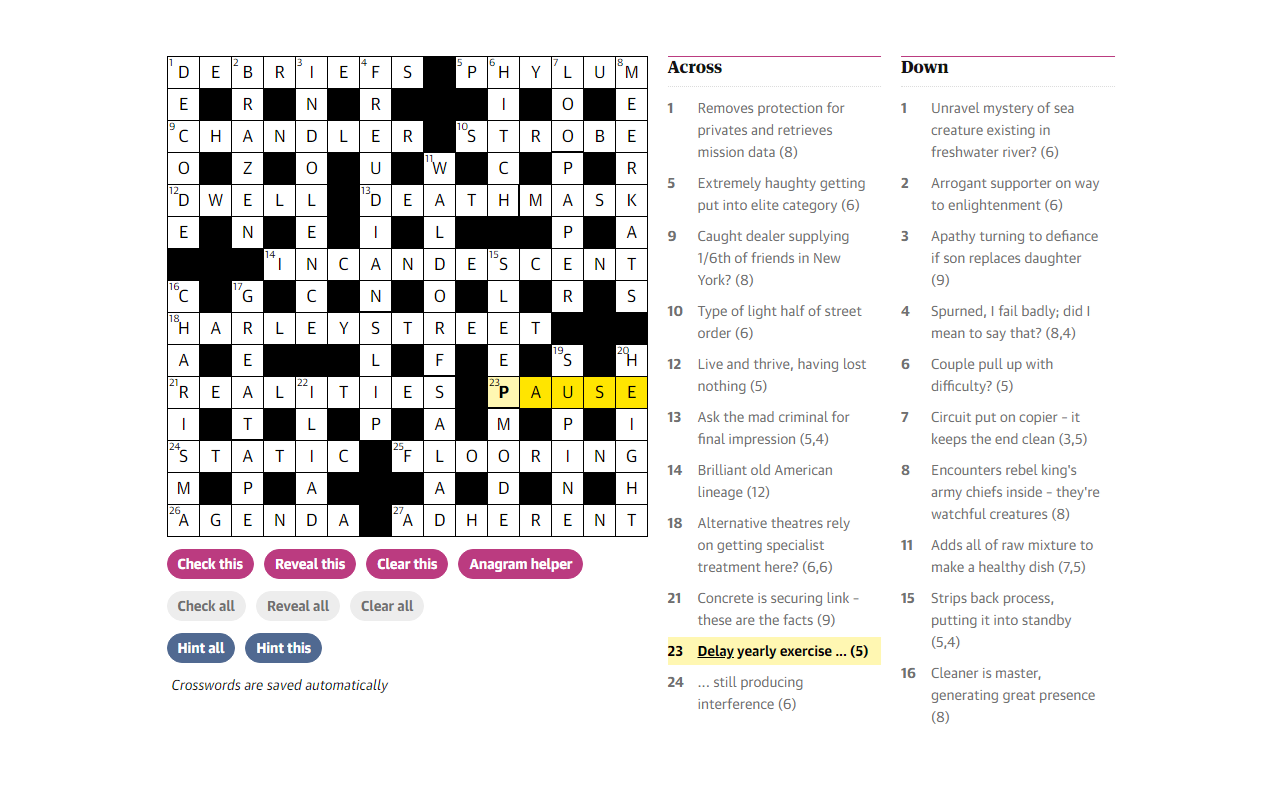 1 D E 2 B R 3 I E 4 F S 5 P 6 H Y 7 L U 8 M
E R N R I O E
9 C H A N D L E R 10 S T R O B E
O Z O U 11 W C P R
12 D W E L L 13 D E A T H M A S K
E N E I L P A
14 I N C A N D E 15 S C E N T
16 C 17 G C N O L R S
18 H A R L E Y S T R E E T
A E L F E 19 S 20 H
21 R E A L 22 I T I E S 23 P A U S E
I T L P A M P I
24 S T A T I C 25 F L O O R I N G
M P A A D N H
26 A G E N D A 27 A D H E R E N T
Check this Reveal this Clear this Anagram helper
Check all Reveal all Clear all
Hint all Hint this
Crosswords are saved automatically
Across
1 Removes protection for
privates and retrieves
mission data (8)
5 Extremely haughty getting
put into elite category (6)
9 Caught dealer supplying
1/6th of friends in New
York? (8)
10 Type of light half of street
order (6)
12 Live and thrive, having lost
nothing (5)
13 Ask the mad criminal for
final impression (5,4)
14 Brilliant old American
lineage (12)
18 Alternative theatres rely
on getting specialist
treatment here? (6,6)
21 Concrete is securing link –
these are the facts (9)
23 Delay yearly exercise ... (5)
24 ... still producing
interference (6)
Down
1 Unravel mystery of sea
creature existing in
freshwater river? (6)
2 Arrogant supporter on way
to enlightenment (6)
3 Apathy turning to defiance
if son replaces daughter
(9)
4 Spurned, I fail badly; did I
mean to say that? (8,4)
6 Couple pull up with
difficulty? (5)
7 Circuit put on copier – it
keeps the end clean (3,5)
8 Encounters rebel king's
army chiefs inside – they're
watchful creatures (8)
11 Adds all of raw mixture to
make a healthy dish (7,5)
15 Strips back process,
putting it into standby
(5,4)
16 Cleaner is master,
generating great presence
(8)